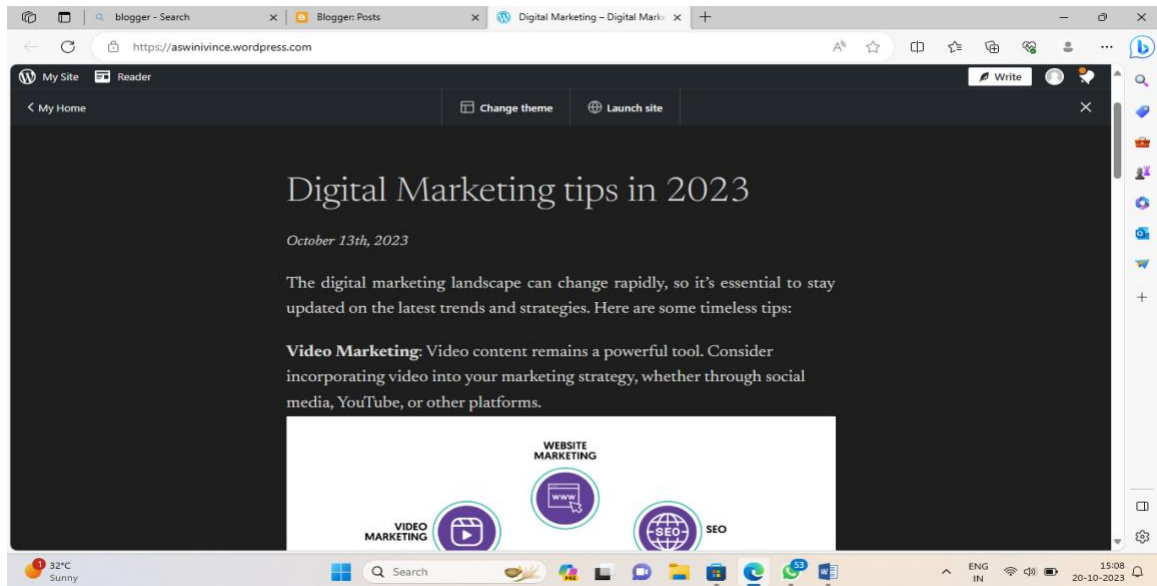 blogger - Search
Blogger: Posts
Digital Marketing – Digital Mark
https://aswinivince.wordpress.com
My Site Reader Write
My Home Change theme Launch site
Digital Marketing tips in 2023
October 13th, 2023
The digital marketing landscape can change rapidly, so it's essential to stay
updated on the latest trends and strategies. Here are some timeless tips:
Video Marketing: Video content remains a powerful tool. Consider
incorporating video into your marketing strategy, whether through social
media, YouTube, or other platforms.
WEBSITE
MARKETING
www
VIDEO
MARKETING
SEO
SEO
1
32°C
Sunny
Search
PRE
53
ENG
IN
15:08
20-10-2023